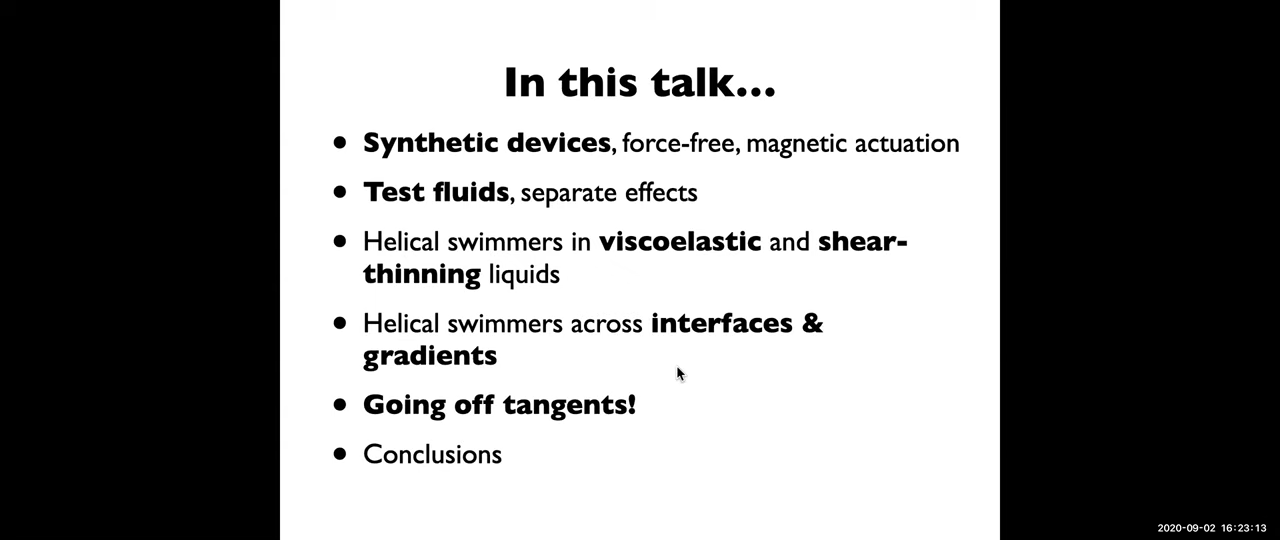 In this talk...
• Synthetic devices, force-free, magnetic actuation
• Test fluids, separate effects
• Helical swimmers in viscoelastic and shear-
thinning liquids
• Helical swimmers across interfaces &
gradients
• Going off tangents!
• Conclusions
2020-09-02 16:23:13